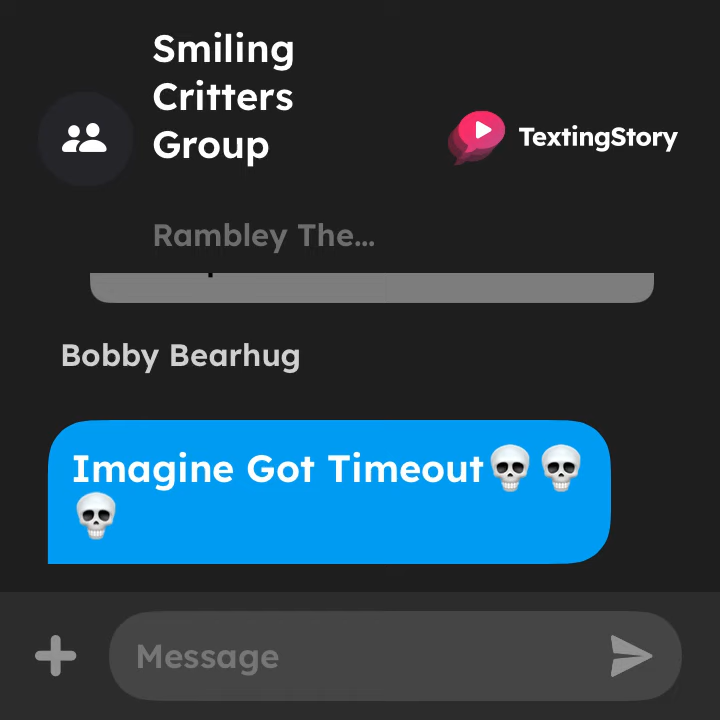 Smiling
Critters
Group
TextingStory
Rambley The...
Bobby Bearhug
Imagine Got Timeout💀💀
💀
Message